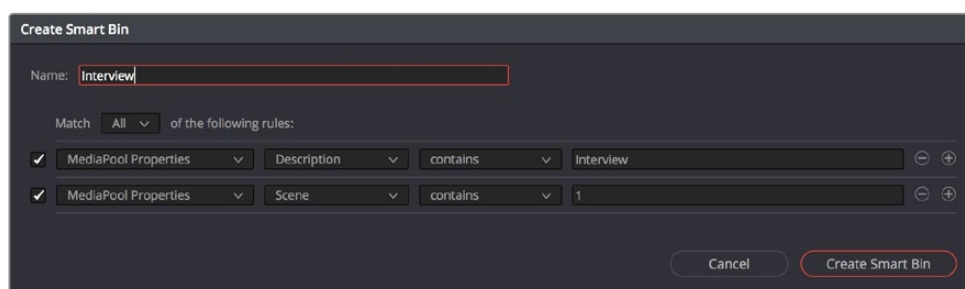 Create Smart Bin
Name: Interview
Match All of the following rules:
MediaPool Properties Description contains Interview
MediaPool Properties Scene contains 1
Cancel Create Smart Bin